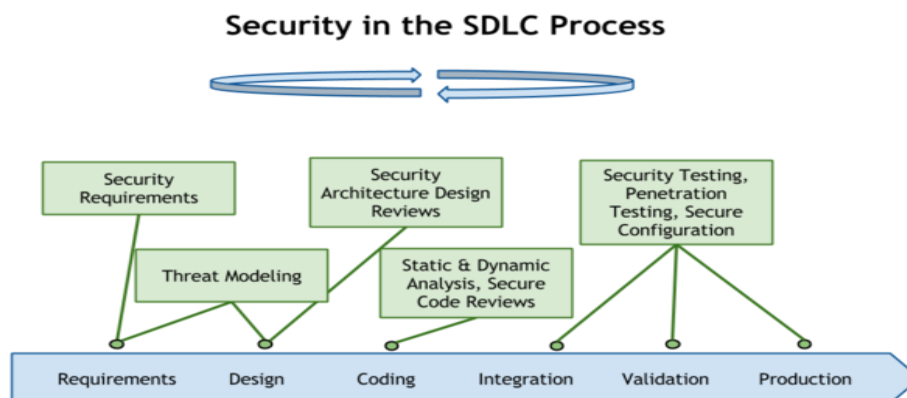 Security in the SDLC Process
Security
Requirements
Threat Modeling
Security
Architecture Design
Reviews
Static & Dynamic
Analysis, Secure
Code Reviews
Security Testing,
Penetration
Testing, Secure
Configuration
Requirements
Design
Coding
Integration
Validation
Production